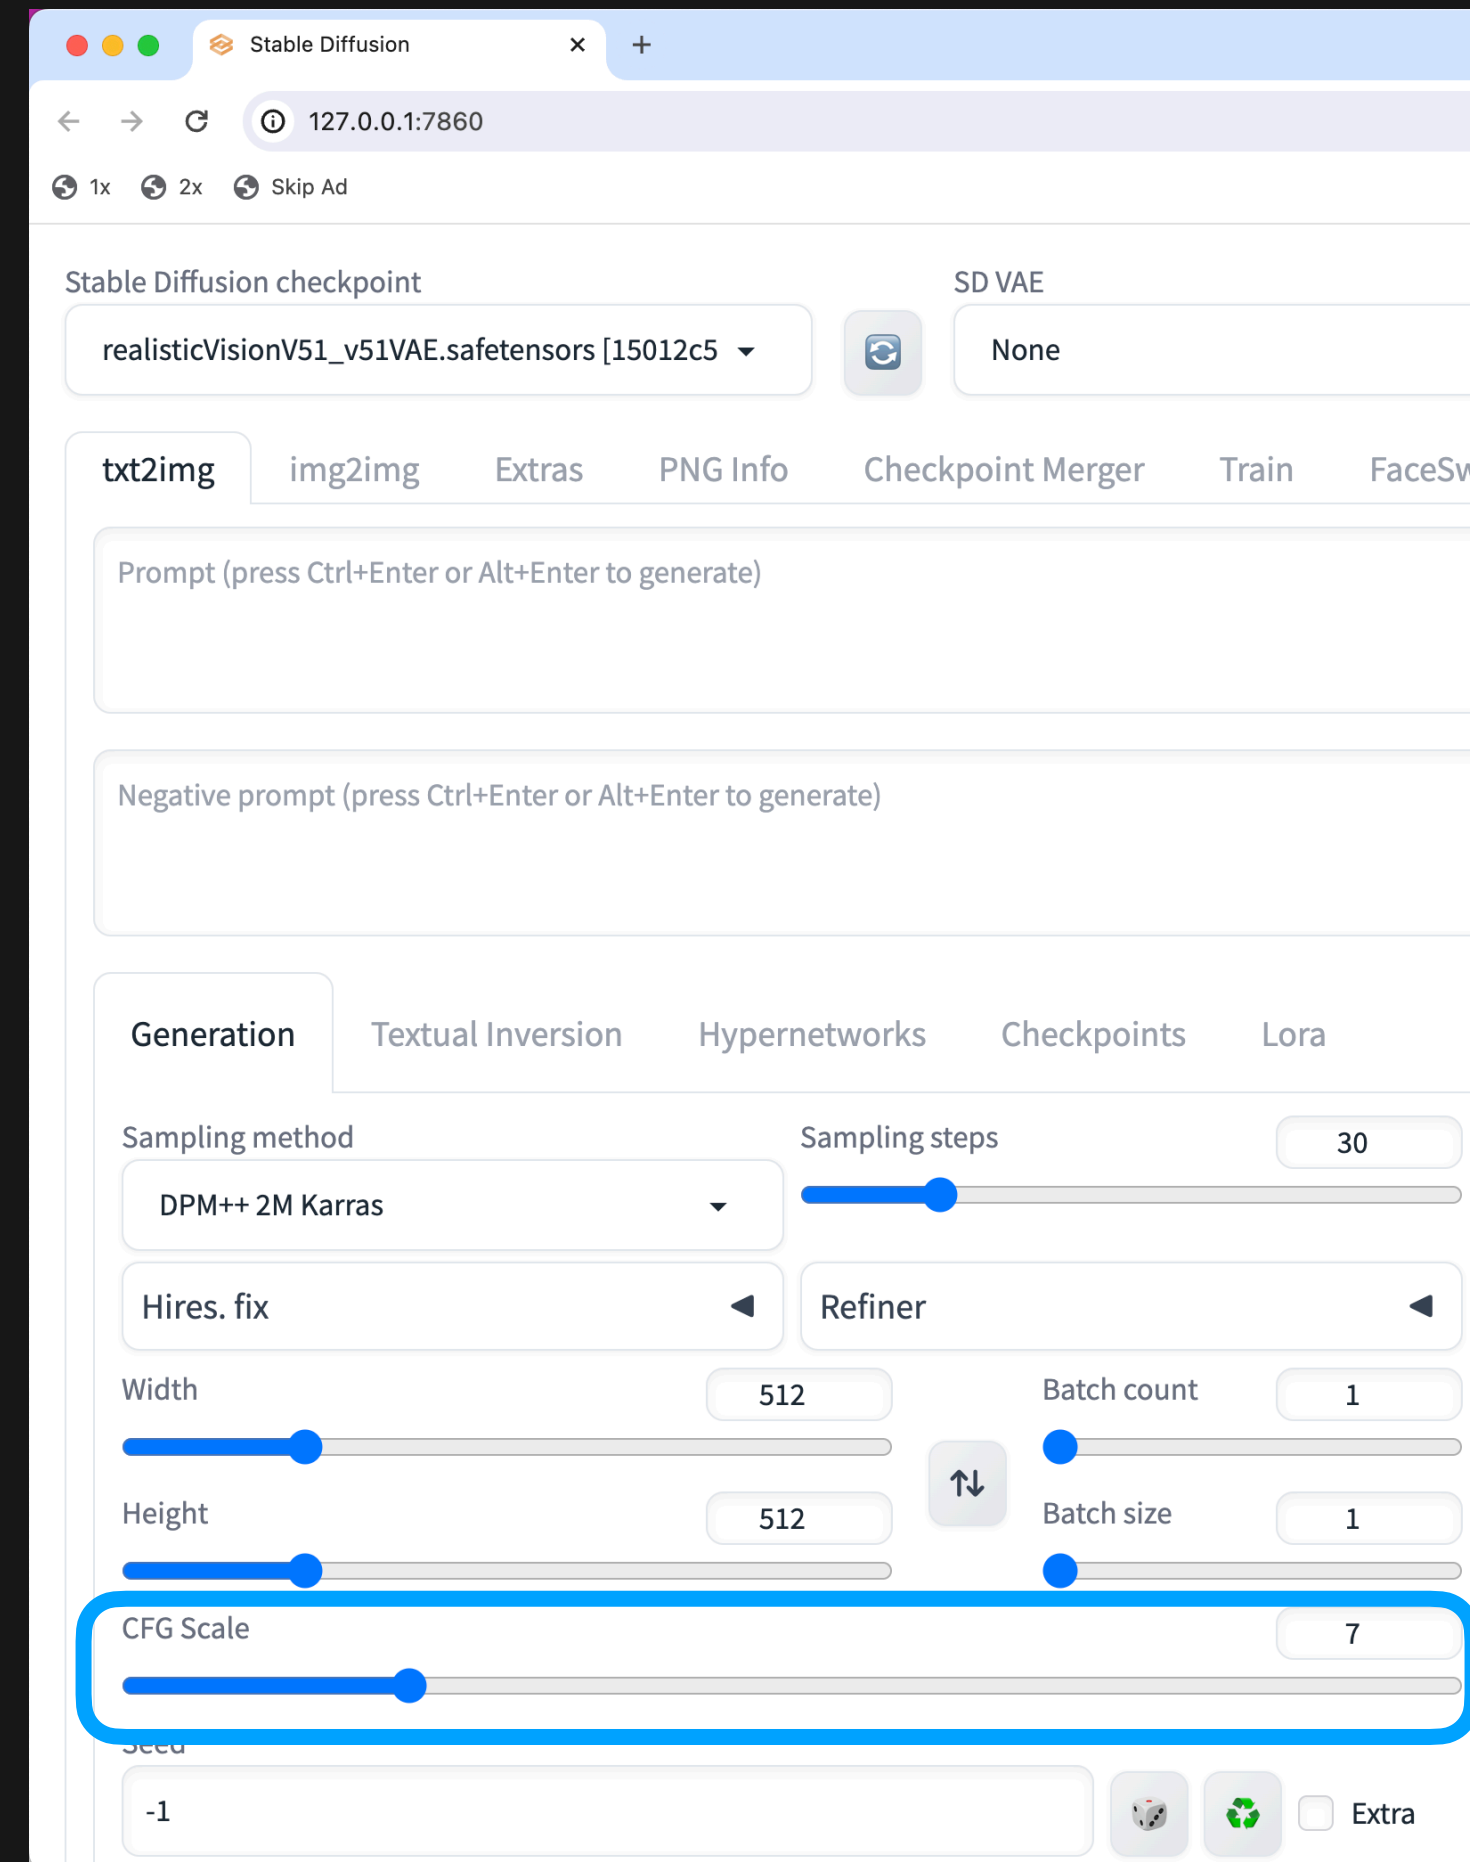 Stable Diffusion
127.0.0.1:7860
1x 2x Skip Ad
Stable Diffusion checkpoint SD VAE
realisticVisionV51_v51VAE.safetensors [15012c5 None
txt2img img2img Extras PNG Info Checkpoint Merger Train FaceSw
Prompt (press Ctrl+Enter or Alt+Enter to generate)
Negative prompt (press Ctrl+Enter or Alt+Enter to generate)
Generation Textual Inversion Hypernetworks Checkpoints Lora
Sampling method Sampling steps 30
DPM++ 2M Karras
Hires. fix Refiner
Width 512 Batch count 1
Height 512 Batch size 1
CFG Scale 7
Seed
-1 Extra